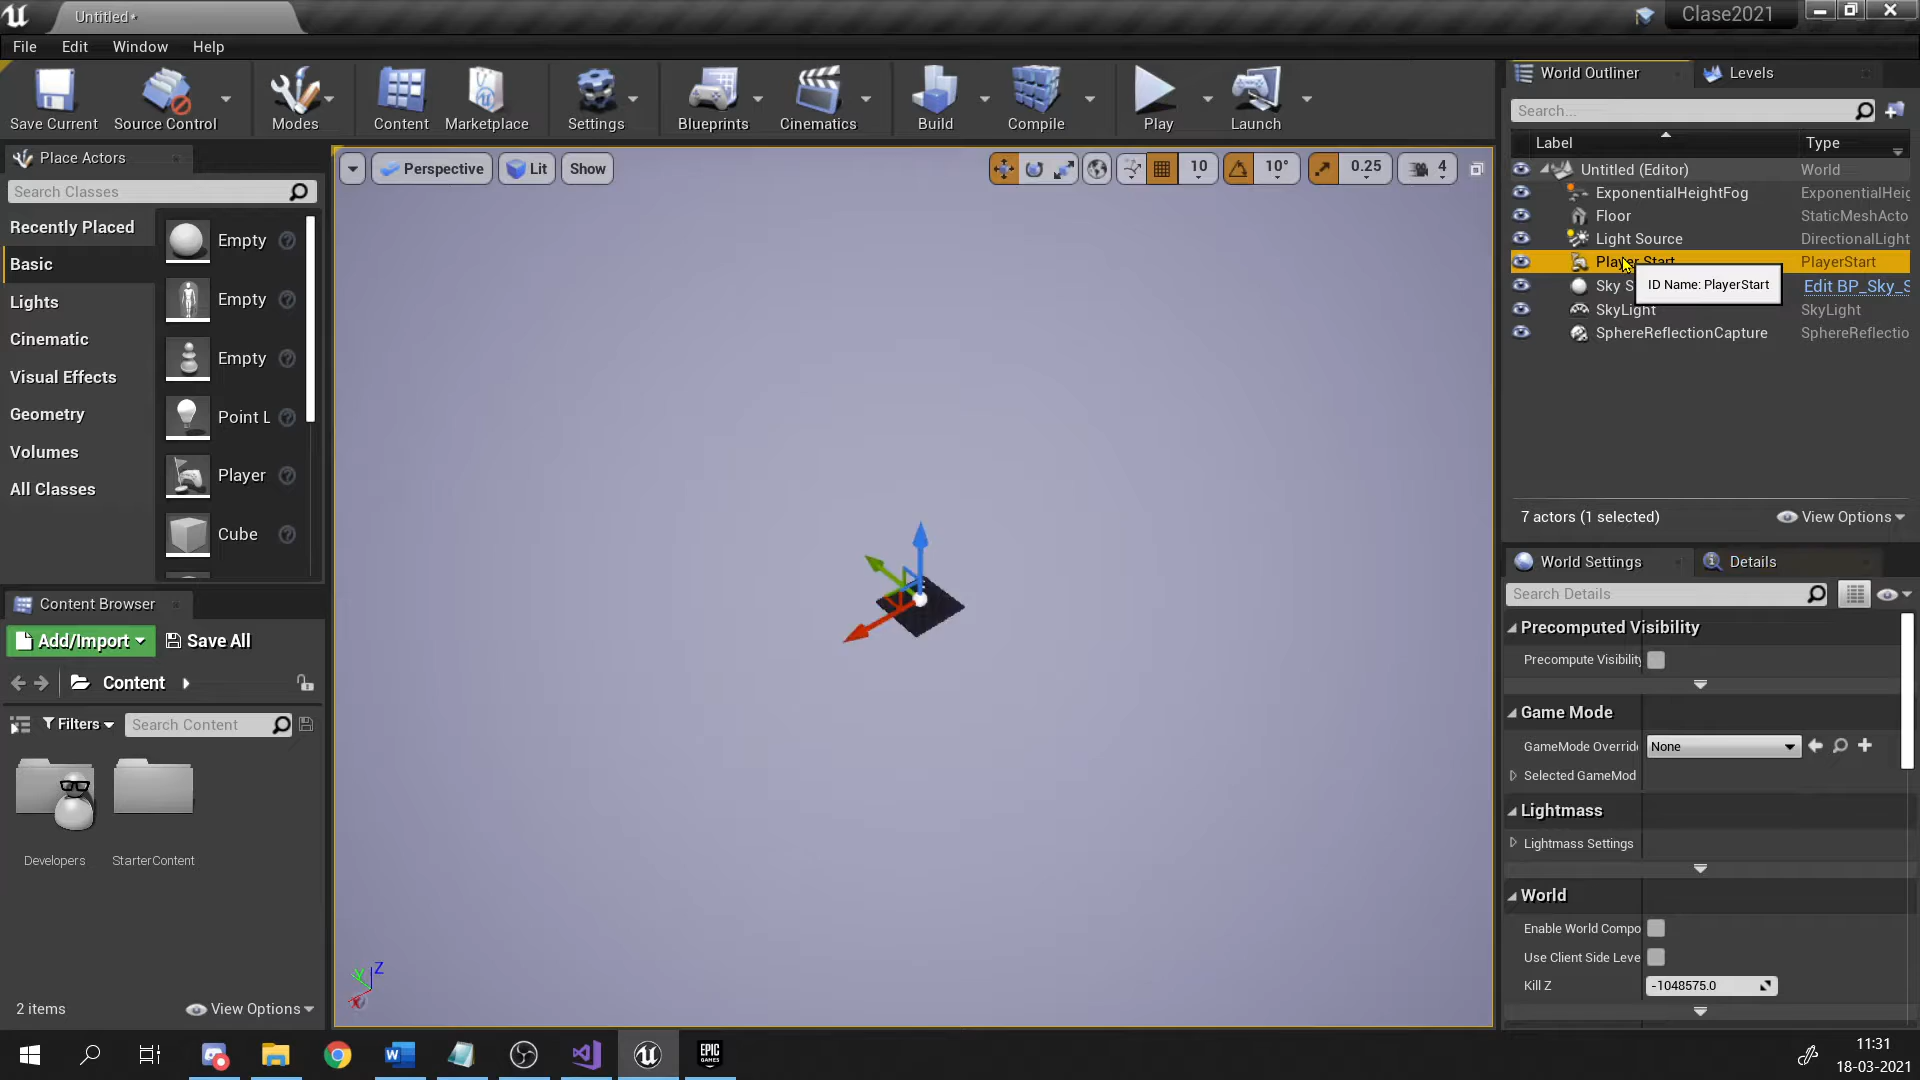 Untitled*
Clase2021
File Edit Window Help
Save Current
Source Control
Modes
Content
Marketplace
Settings
Blueprints
Cinematics
Build
Compile
Play
Launch
Place Actors
Search Classes
Recently Placed
Basic
Lights
Cinematic
Visual Effects
Geometry
Volumes
All Classes
Empty
Empty
Empty
Point L
Player
Cube
Perspective
Lit
Show
10
10°
0.25
4
X
Y
Z
World Outliner
Levels
Search...
Label Type
Untitled (Editor) World
ExponentialHeightFog ExponentialHeig
Floor StaticMeshActo
Light Source DirectionalLight
Player Start PlayerStart
ID Name: PlayerStart
Sky S Edit BP_Sky_S
SkyLight SkyLight
SphereReflectionCapture SphereReflectio
7 actors (1 selected)
View Options
World Settings
Details
Search Details
Precomputed Visibility
Precompute Visibility
Game Mode
GameMode Overrid None
Selected GameMod
Lightmass
Lightmass Settings
World
Enable World Compo
Use Client Side Leve
Kill Z -1048575.0
Content Browser
Add/Import
Save All
Content
Filters
Search Content
Developers
StarterContent
2 items
View Options
EPIC
GAMES
11:31
18-03-2021